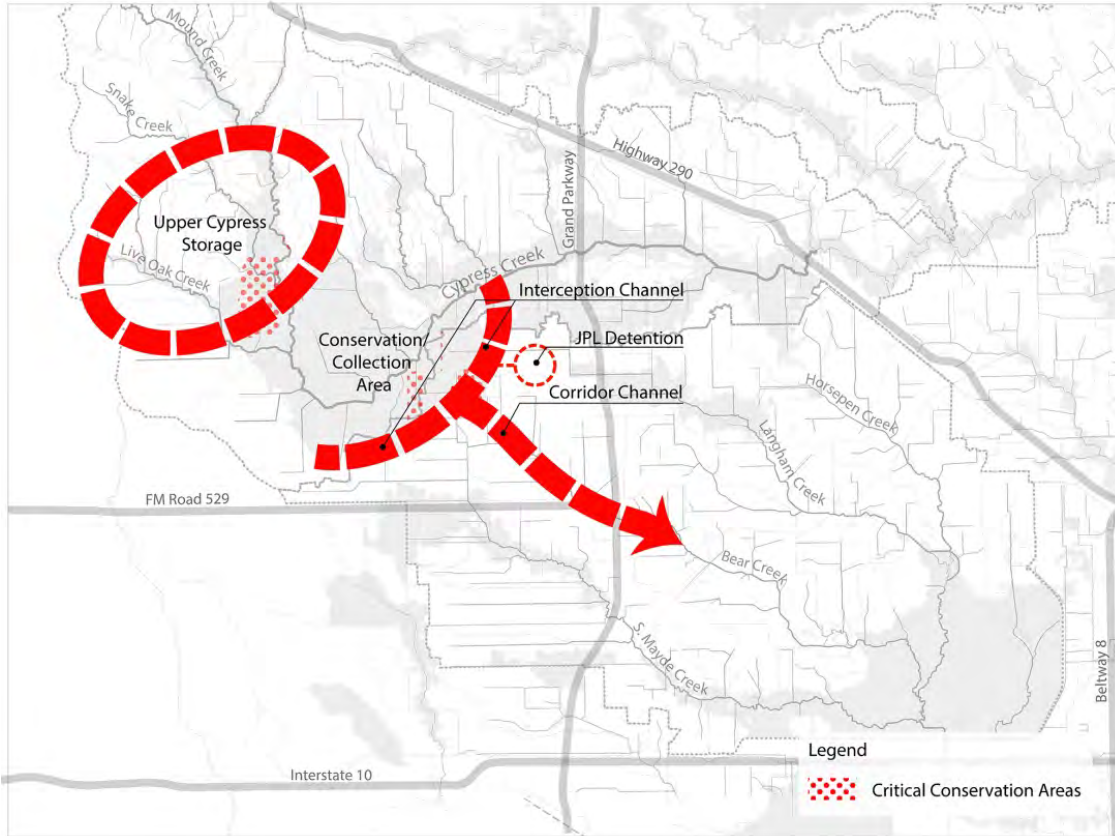 Mound Creek
Snake Creek
Highway 290
Grand Parkway
Upper Cypress
Storage
Live Oak Creek
Cypress Creek
Interception Channel
Conservation/
Collection
Area
JPL Detention
Corridor Channel
Horsepen Creek
Langham Creek
FM Road 529
Bear Creek
S. Mayde Creek
Beltway 8
Interstate 10
Legend
Critical Conservation Areas